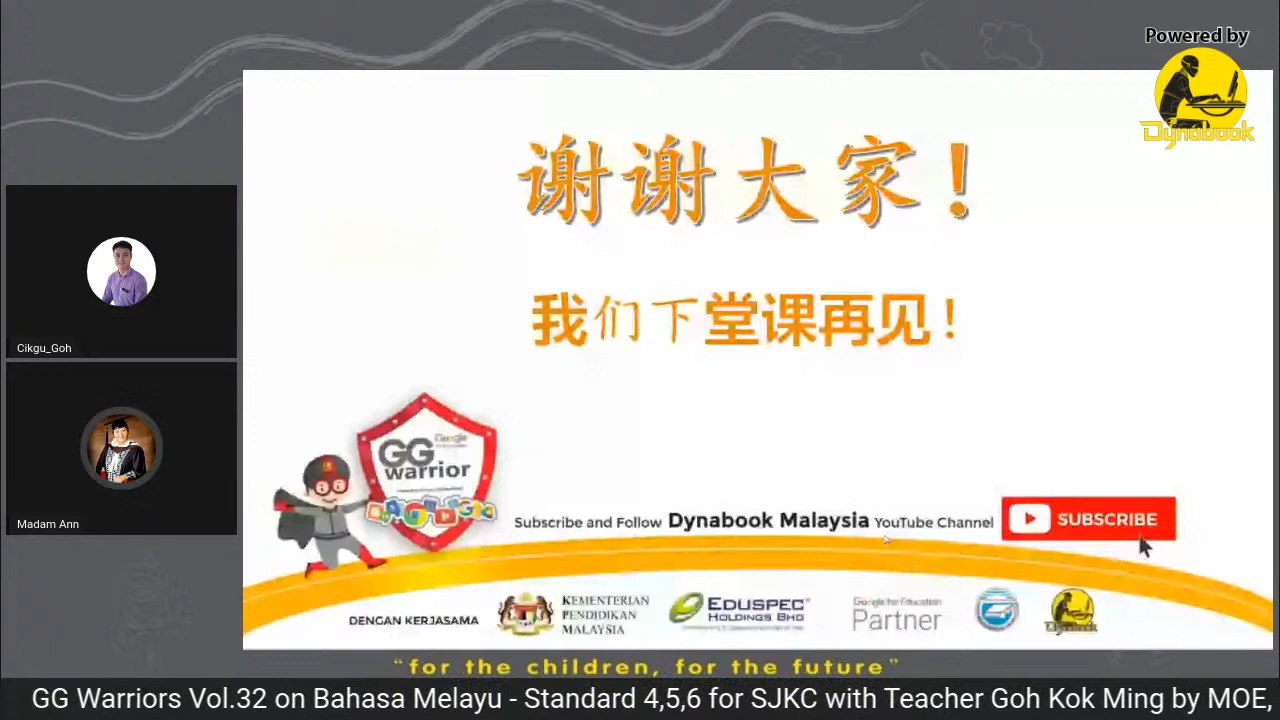 Powered by
Dynabook
谢谢大家！
我们下堂课再见！
Cikgu_Goh
Madam Ann
Google
GG
warrior
Subscribe and Follow Dynabook Malaysia YouTube Channel
SUBSCRIBE
DENGAN KERJASAMA
KEMENTERIAN
PENDIDIKAN
MALAYSIA
EDUSPEC
HOLDINGS BHD
Google for Education
Partner
Dynabook
“for the children, for the future”
GG Warriors Vol.32 on Bahasa Melayu - Standard 4,5,6 for SJKC with Teacher Goh Kok Ming by MOE,